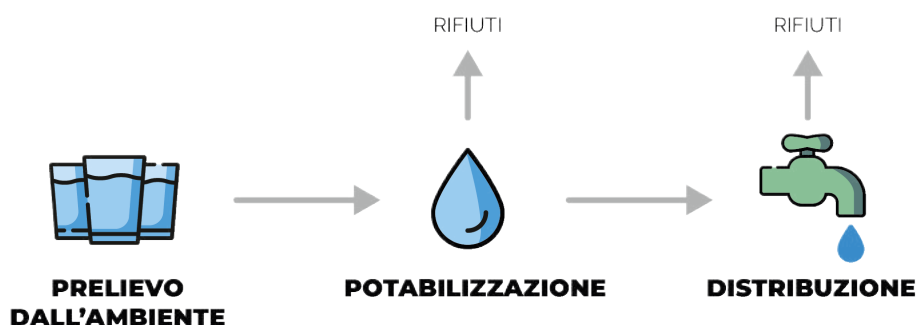 RIFIUTI
RIFIUTI
PRELIEVO
DALL'AMBIENTE
POTABILIZZAZIONE
DISTRIBUZIONE